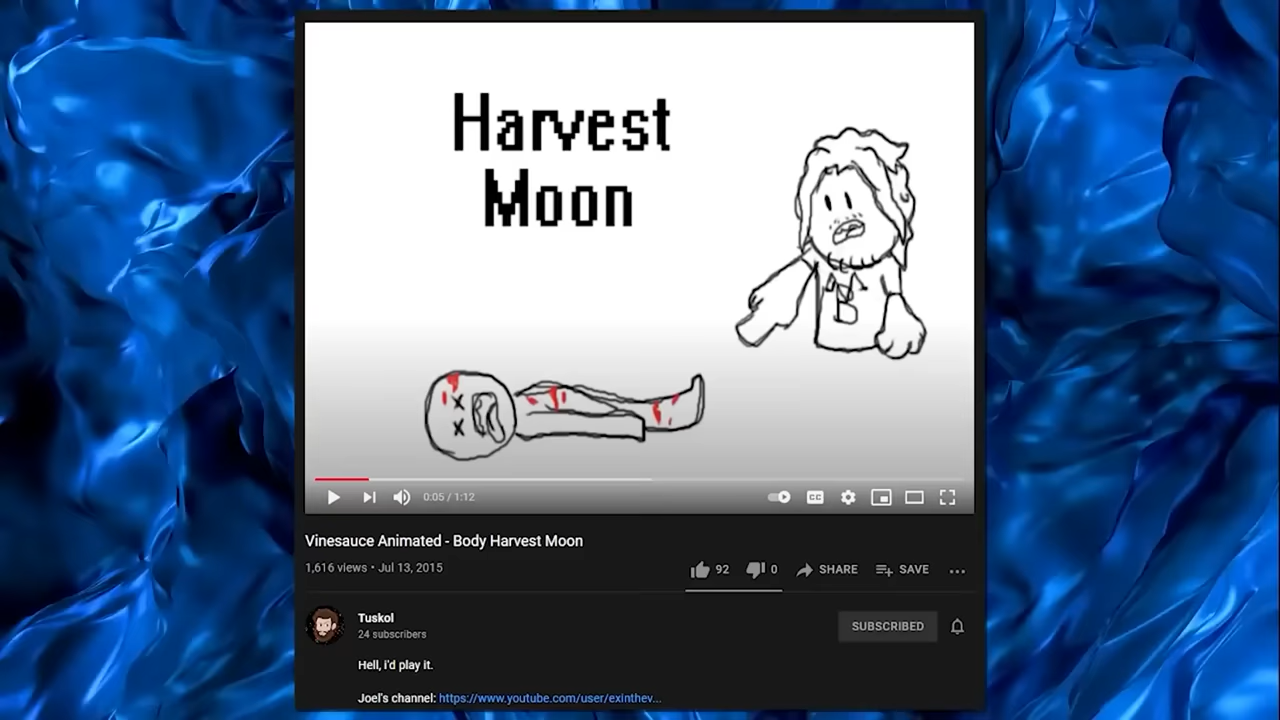 Harvest
Moon
0:05 / 1:12
CC
Vinesauce Animated - Body Harvest Moon
1,616 views • Jul 13, 2015
92
0
SHARE
SAVE
Tuskol
24 subscribers
SUBSCRIBED
Hell, i'd play it.
Joel's channel: https://www.youtube.com/user/exinthev...